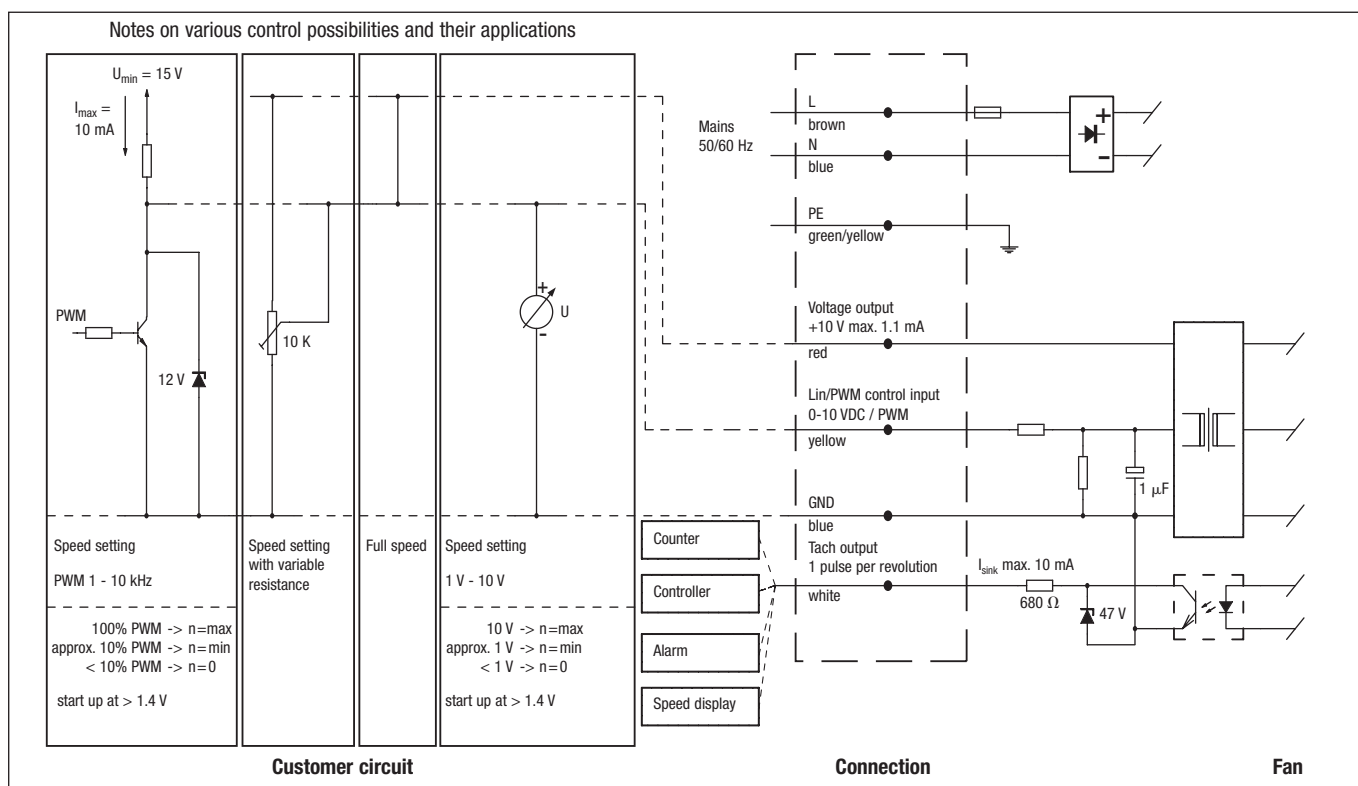 Notes on various control possibilities and their applications
Umin = 15 V
Imax =
10 mA
PWM
12 V
Speed setting
PWM 1 - 10 kHz
100% PWM -> n=max
approx. 10% PWM -> n=min
< 10% PWM -> n=0
start up at > 1.4 V
10 K
Speed setting
with variable
resistance
Full speed
+
U
-
Speed setting
1 V - 10 V
10 V -> n=max
approx. 1 V -> n=min
< 1 V -> n=0
start up at > 1.4 V
Counter
Controller
Alarm
Speed display
Mains
50/60 Hz
L
brown
N
blue
+
-
PE
green/yellow
Voltage output
+10 V max. 1.1 mA
red
Lin/PWM control input
0-10 VDC / PWM
yellow
1 µF
GND
blue
Tach output
1 pulse per revolution
white
Isink max. 10 mA
680 Ω
47 V
Customer circuit
Connection
Fan